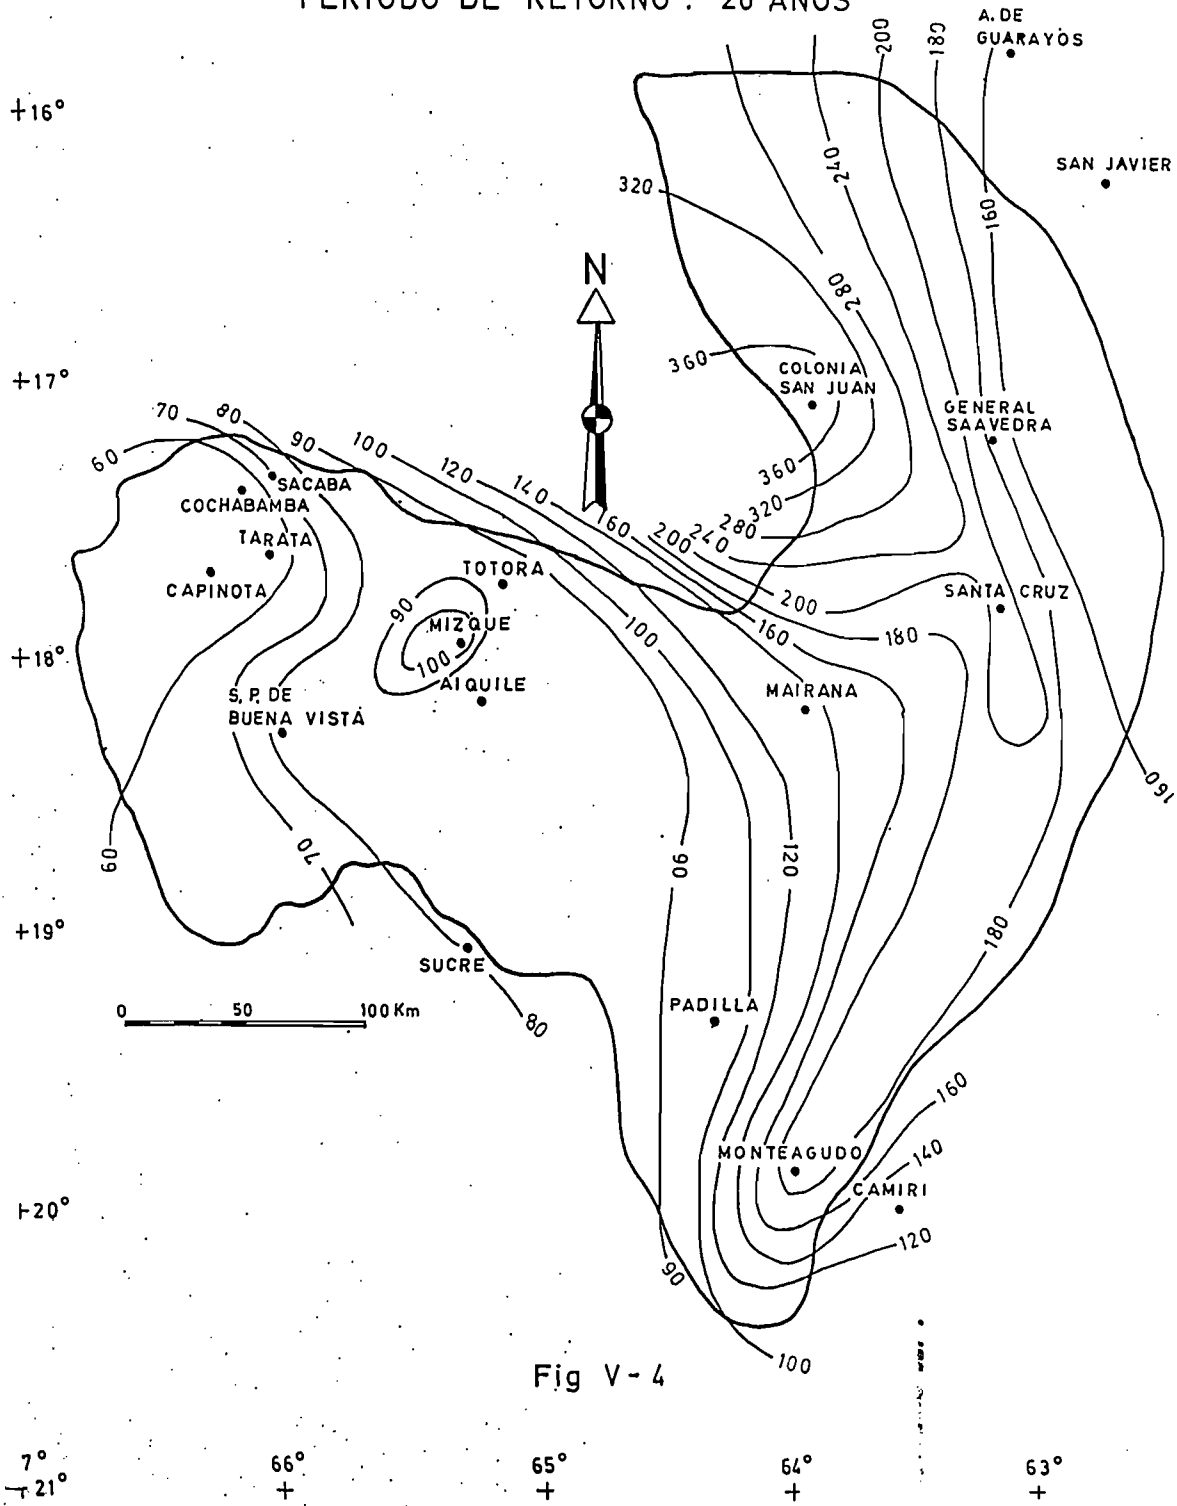 PERIODO DE RETORNO : 20 AÑOS
A. DE
GUARAYOS
200
180
+16°
240
SAN JAVIER
320
160
N
280
360
+17°
COLONIA
SAN JUAN
GENERAL
SAAVEDRA
70
80
90
100
60
120
360
SACABA
140
COCHABAMBA
160
320
280
TARATA
200
240
TOTORA
CAPINOTA
90
200
SANTA CRUZ
MIZQUE
100
160
180
+18°
100
AIQUILE
MAIRANA
S. P. DE
BUENA VISTA
160
60
70
90
120
+19°
180
SUCRE
PADILLA
0 50 100 Km
80
160
MONTEAGUDO
140
CAMIRI
+20°
120
90
100
Fig V-4
7° 66° 65° 64° 63°
+21°